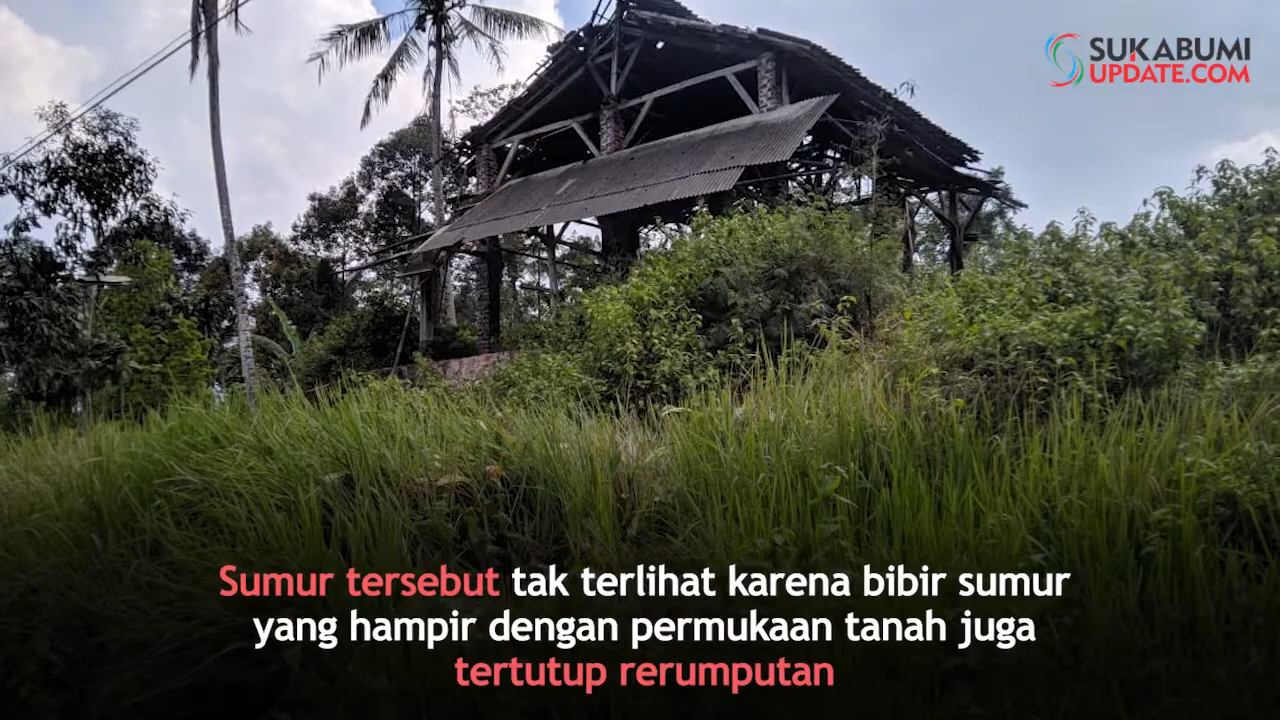 SUKABUMI
UPDATE.COM
Sumur tersebut tak terlihat karena bibir sumur
yang hampir dengan permukaan tanah juga
tertutup rerumputan